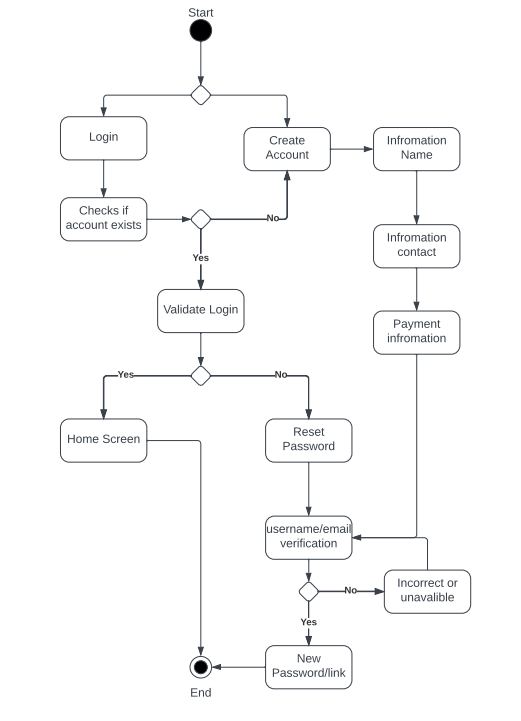 Start
Login
Create
Account
Infromation
Name
Checks if
account exists
No
Infromation
contact
Yes
Validate Login
Payment
infromation
Yes
No
Home Screen
Reset
Password
username/email
verification
Incorrect or
unavalible
No
Yes
New
Password/link
End